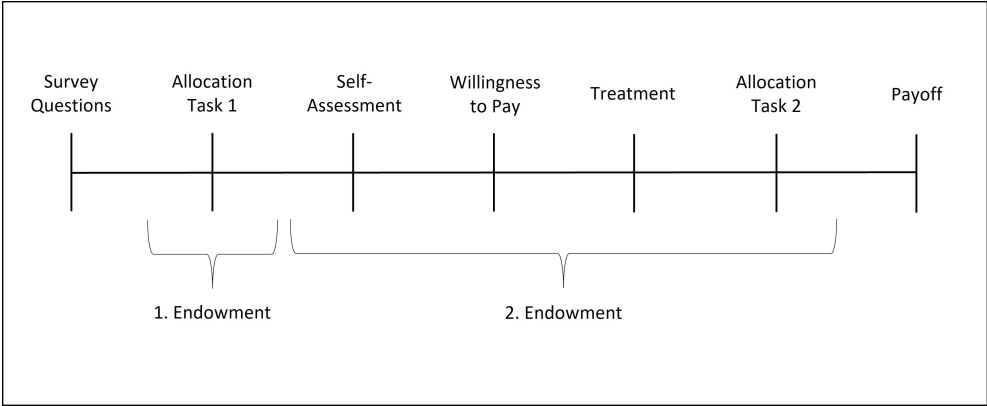 Survey
Questions
Allocation
Task 1
Self-
Assessment
Willingness
to Pay
Treatment
Allocation
Task 2
Payoff
1. Endowment
2. Endowment